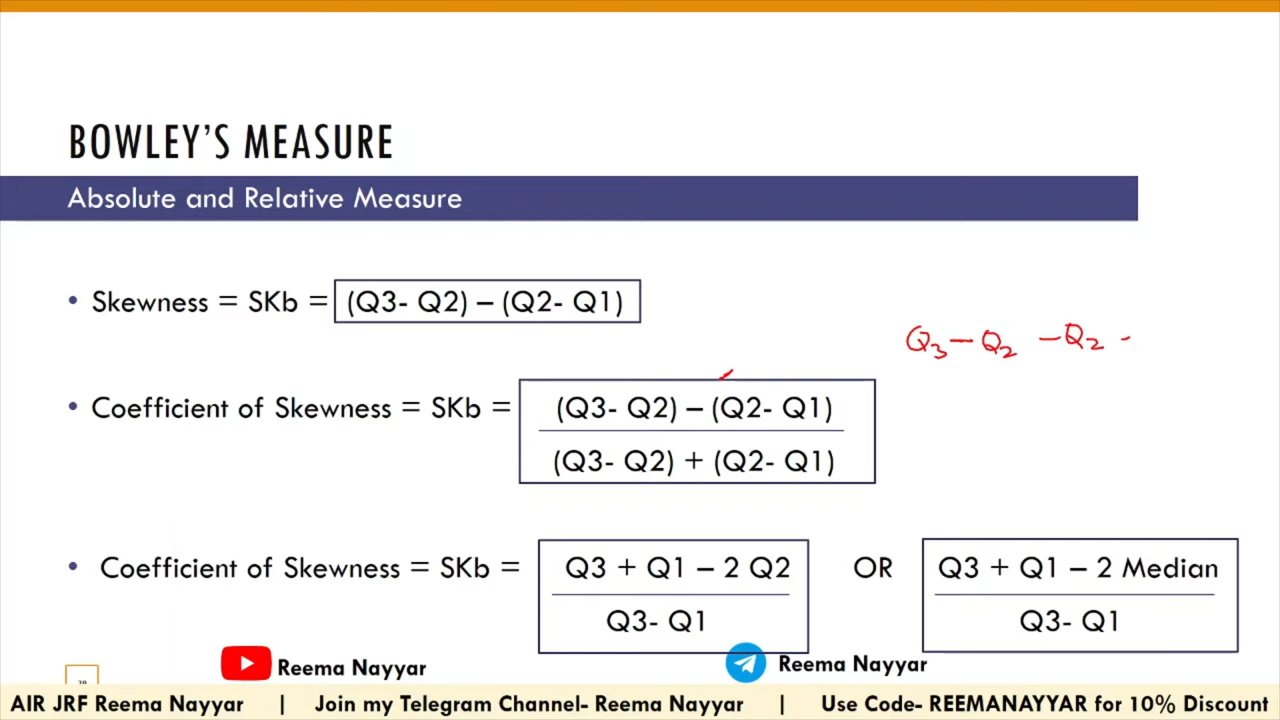 BOWLEY'S MEASURE
Absolute and Relative Measure
• Skewness = SKb = (Q3- Q2) – (Q2- Q1)
Q3 – Q2 – Q2 -
• Coefficient of Skewness = SKb = (Q3- Q2) – (Q2- Q1)
(Q3- Q2) + (Q2- Q1)
• Coefficient of Skewness = SKb = Q3 + Q1 – 2 Q2 OR Q3 + Q1 – 2 Median
Q3- Q1 Q3- Q1
Reema Nayyar Reema Nayyar
AIR JRF Reema Nayyar | Join my Telegram Channel- Reema Nayyar | Use Code- REEMANAYYAR for 10% Discount